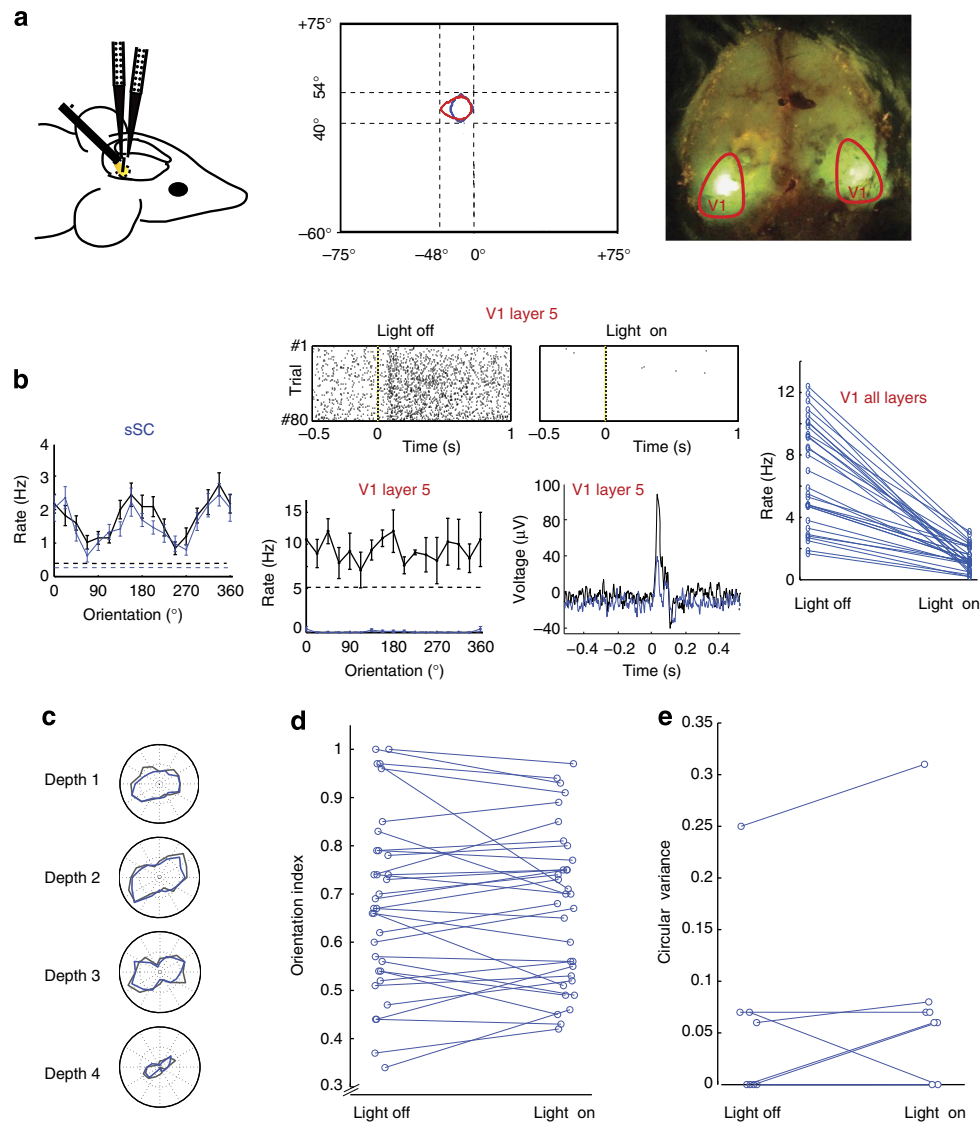 a
+75°
54°
40°
−60°
−75°
−48°
0°
+75°
V1
V1
b
V1 layer 5
Light off
Light on
#1
Trial
#80
−0.5
0
1
Time (s)
−0.5
0
1
Time (s)
sSC
4
3
2
1
0
Rate (Hz)
0
90
180
270
360
Orientation (°)
V1 layer 5
15
10
5
0
Rate (Hz)
0
90
180
270
360
Orientation (°)
V1 layer 5
100
80
40
0
−40
Voltage (µV)
−0.4
−0.2
0
0.2
0.4
Time (s)
V1 all layers
12
8
4
0
Rate (Hz)
Light off
Light on
c
Depth 1
Depth 2
Depth 3
Depth 4
d
1
0.9
0.8
0.7
0.6
0.5
0.4
0.3
Orientation index
Light off
Light on
e
0.35
0.3
0.25
0.2
0.15
0.1
0.05
0
Circular variance
Light off
Light on